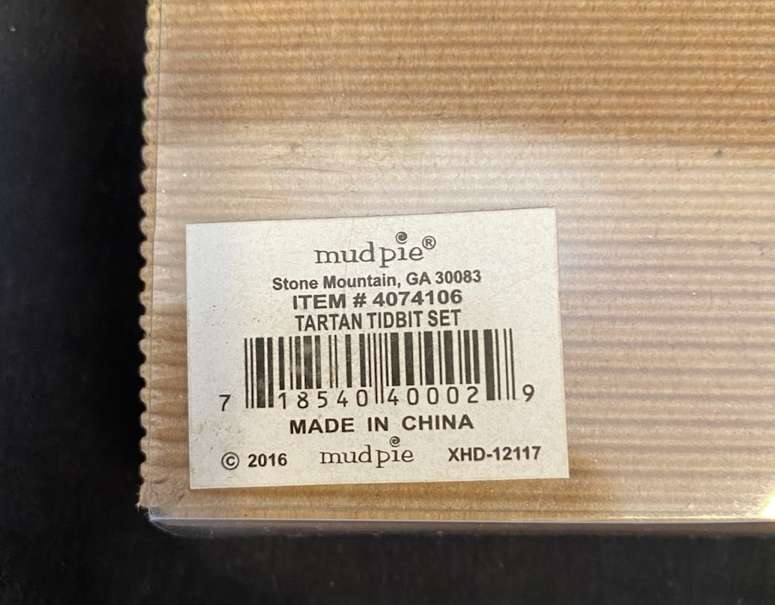 mudpie®
Stone Mountain, GA 30083
ITEM # 4074106
TARTAN TIDBIT SET
7 18540 40002 9
MADE IN CHINA
© 2016 mudpie XHD-12117